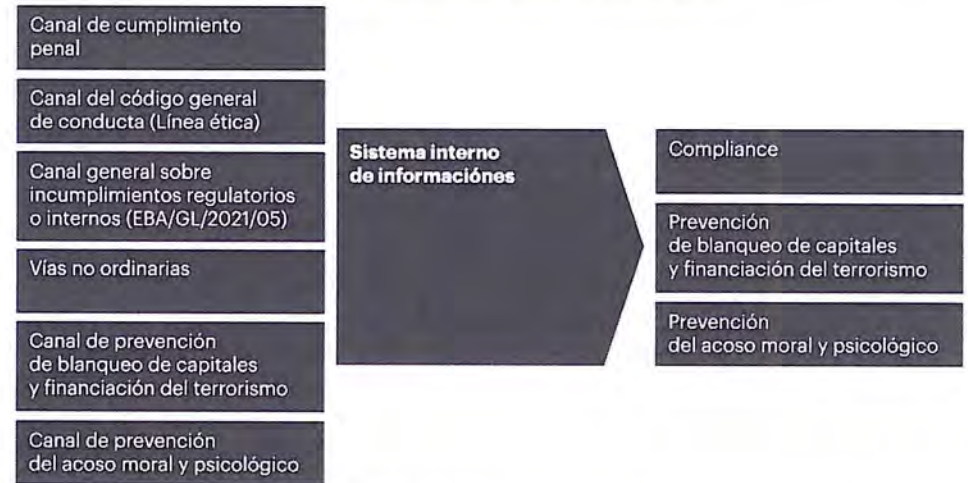 Canal de cumplimiento
penal
Canal del código general
de conducta (Línea ética)
Canal general sobre
incumplimientos regulatorios
o internos (EBA/GL/2021/05)
Vías no ordinarias
Canal de prevención
de blanqueo de capitales
y financiación del terrorismo
Canal de prevención
del acoso moral y psicológico
Sistema interno
de informaciónes
Compliance
Prevención
de blanqueo de capitales
y financiación del terrorismo
Prevención
del acoso moral y psicológico